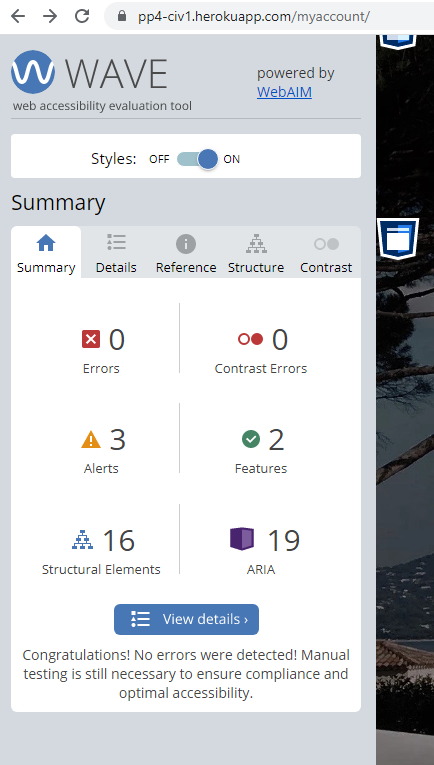 pp4-civ1.herokuapp.com/myaccount/
WAVE
powered by
WebAIM
web accessibility evaluation tool
Styles: OFF ON
Summary
Summary Details Reference Structure Contrast
0 0
Errors Contrast Errors
3 2
Alerts Features
16 19
Structural Elements ARIA
View details ›
Congratulations! No errors were detected! Manual
testing is still necessary to ensure compliance and
optimal accessibility.